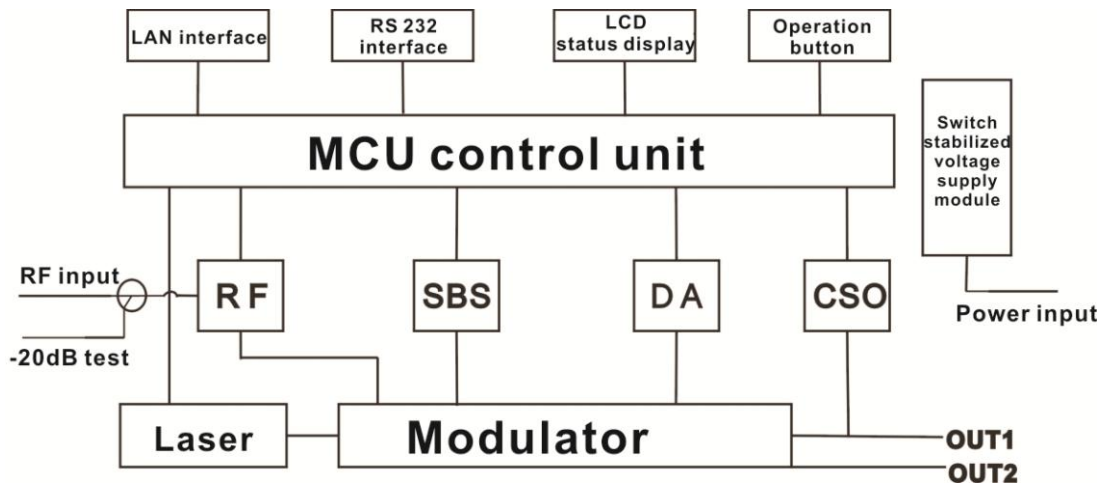 LAN interface
RS 232
interface
LCD
status display
Operation
button
MCU control unit
Switch
stabilized
voltage
supply
module
RF input
-20dB test
RF
SBS
DA
CSO
Power input
Laser
Modulator
OUT1
OUT2